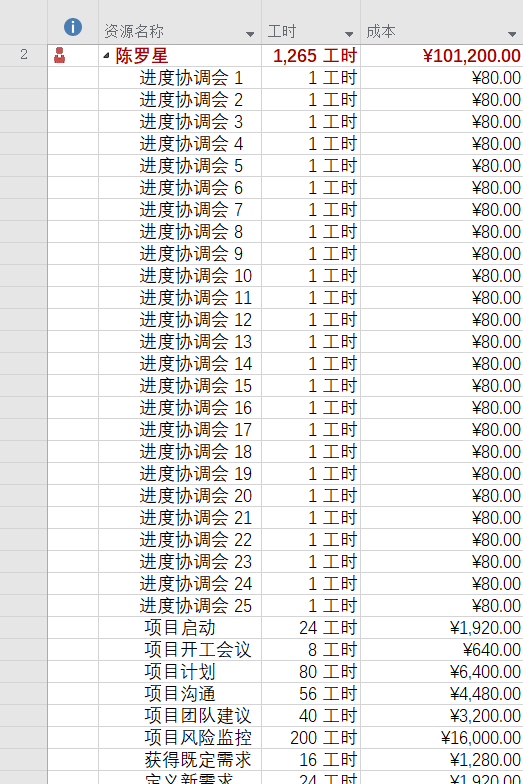 资源名称 工时 成本
2 陈罗星 1,265 工时 ¥101,200.00
进度协调会 1 1 工时 ¥80.00
进度协调会 2 1 工时 ¥80.00
进度协调会 3 1 工时 ¥80.00
进度协调会 4 1 工时 ¥80.00
进度协调会 5 1 工时 ¥80.00
进度协调会 6 1 工时 ¥80.00
进度协调会 7 1 工时 ¥80.00
进度协调会 8 1 工时 ¥80.00
进度协调会 9 1 工时 ¥80.00
进度协调会 10 1 工时 ¥80.00
进度协调会 11 1 工时 ¥80.00
进度协调会 12 1 工时 ¥80.00
进度协调会 13 1 工时 ¥80.00
进度协调会 14 1 工时 ¥80.00
进度协调会 15 1 工时 ¥80.00
进度协调会 16 1 工时 ¥80.00
进度协调会 17 1 工时 ¥80.00
进度协调会 18 1 工时 ¥80.00
进度协调会 19 1 工时 ¥80.00
进度协调会 20 1 工时 ¥80.00
进度协调会 21 1 工时 ¥80.00
进度协调会 22 1 工时 ¥80.00
进度协调会 23 1 工时 ¥80.00
进度协调会 24 1 工时 ¥80.00
进度协调会 25 1 工时 ¥80.00
项目启动 24 工时 ¥1,920.00
项目开工会议 8 工时 ¥640.00
项目计划 80 工时 ¥6,400.00
项目沟通 56 工时 ¥4,480.00
项目团队建议 40 工时 ¥3,200.00
项目风险监控 200 工时 ¥16,000.00
获得既定需求 16 工时 ¥1,280.00
定义新需求 24 工时 ¥1,920.00